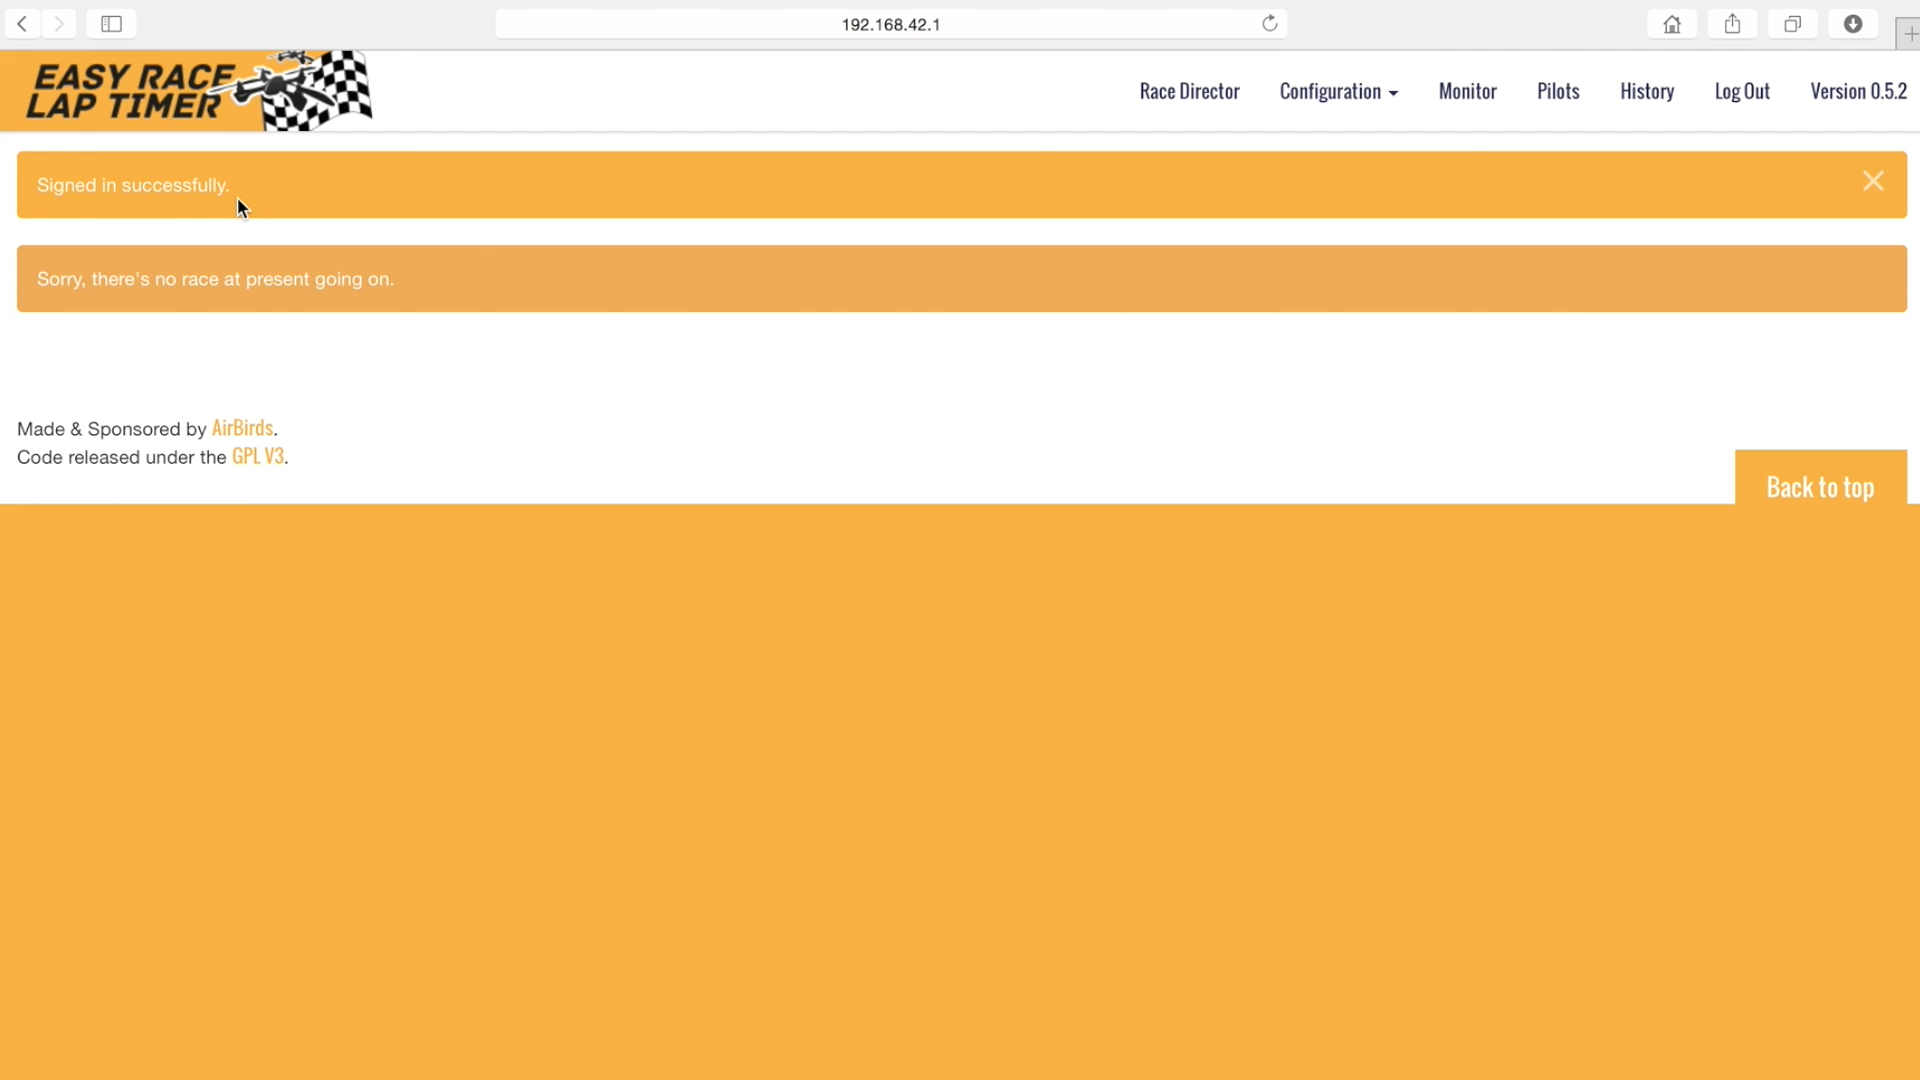 192.168.42.1
EASY RACE
LAP TIMER
Race Director
Configuration
Monitor
Pilots
History
Log Out
Version 0.5.2
Signed in successfully.
Sorry, there's no race at present going on.
Made & Sponsored by AirBirds.
Code released under the GPL V3.
Back to top